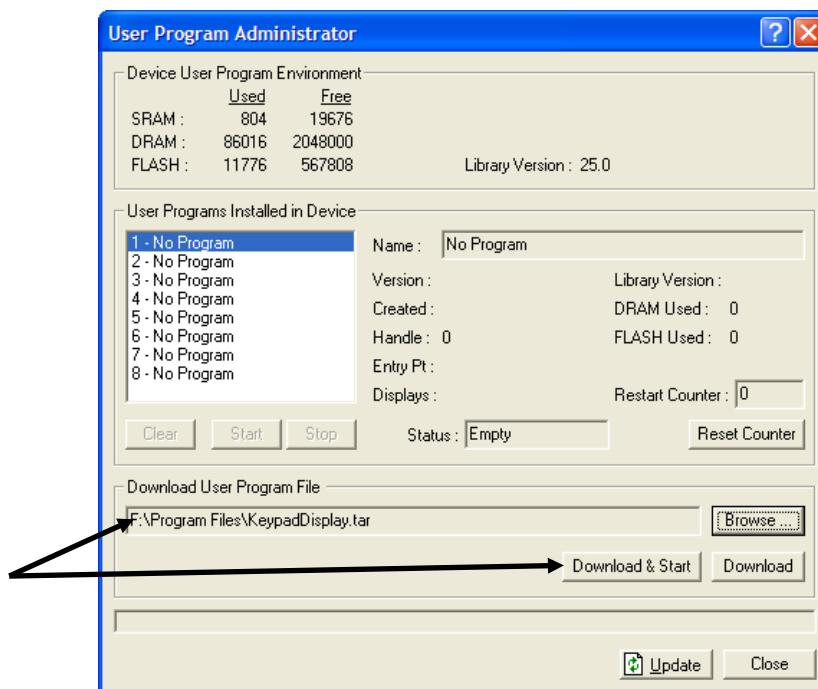 User Program Administrator
Device User Program Environment
Used Free
SRAM : 804 19676
DRAM : 86016 2048000
FLASH : 11776 567808 Library Version : 25.0
User Programs Installed in Device
1 - No Program
2 - No Program
3 - No Program
4 - No Program
5 - No Program
6 - No Program
7 - No Program
8 - No Program
Name : No Program
Version : Library Version :
Created : DRAM Used : 0
Handle : 0 FLASH Used : 0
Entry Pt :
Displays : Restart Counter : 0
Clear Start Stop Status : Empty Reset Counter
Download User Program File
F:\Program Files\KeypadDisplay.tar Browse ...
Download & Start Download
Update Close